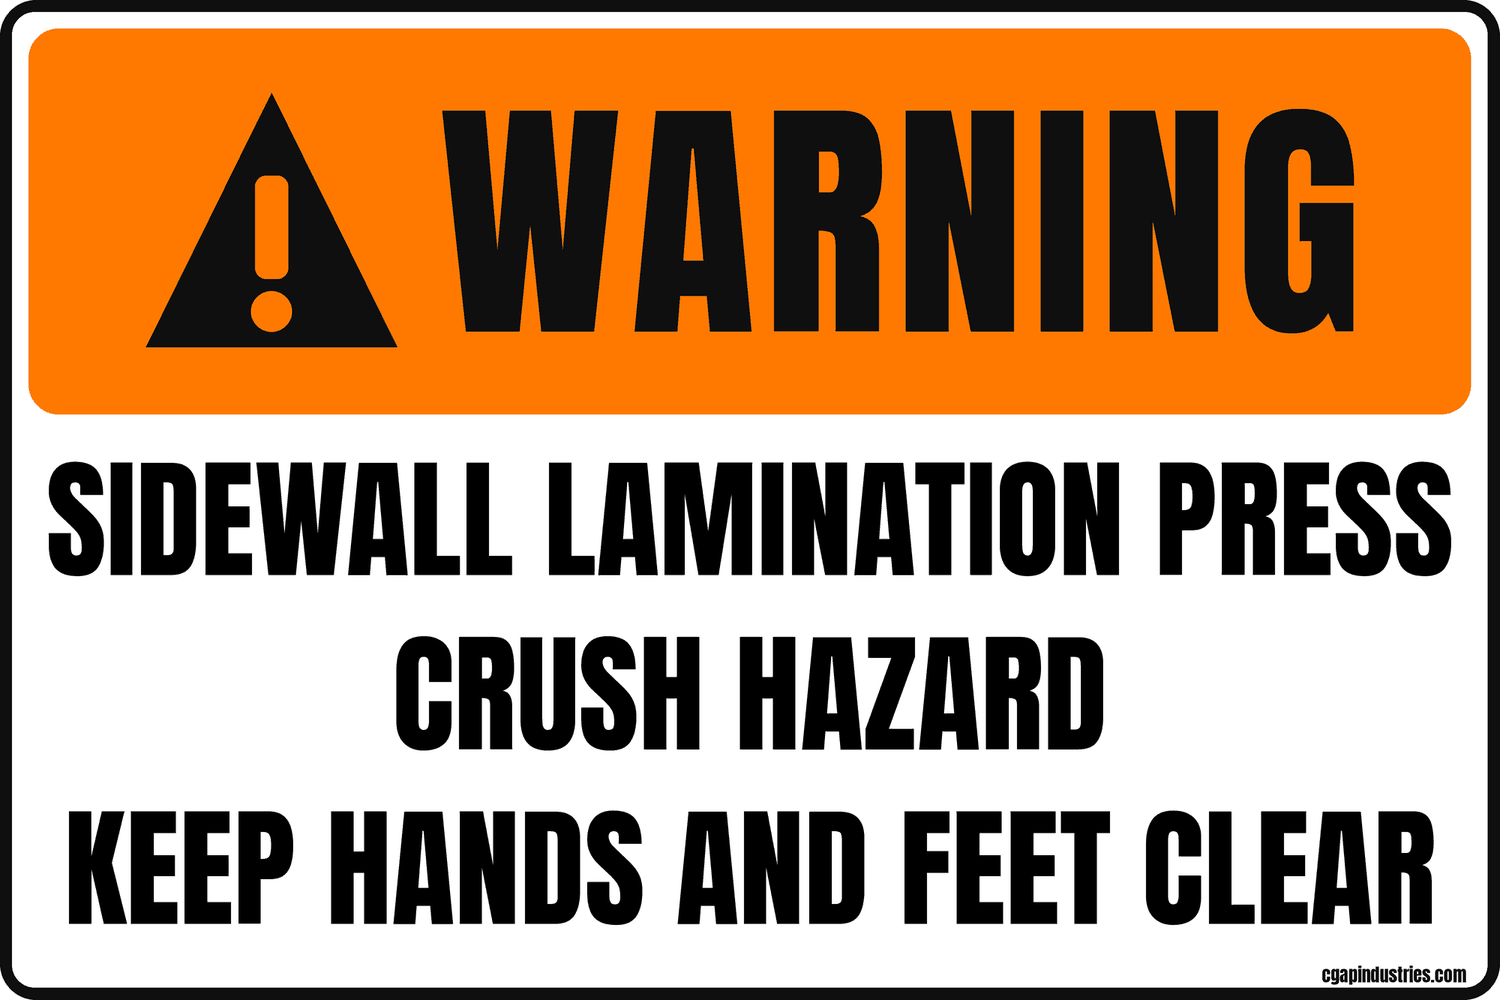 WARNING
SIDEWALL LAMINATION PRESS
CRUSH HAZARD
KEEP HANDS AND FEET CLEAR
cgapindustries.com